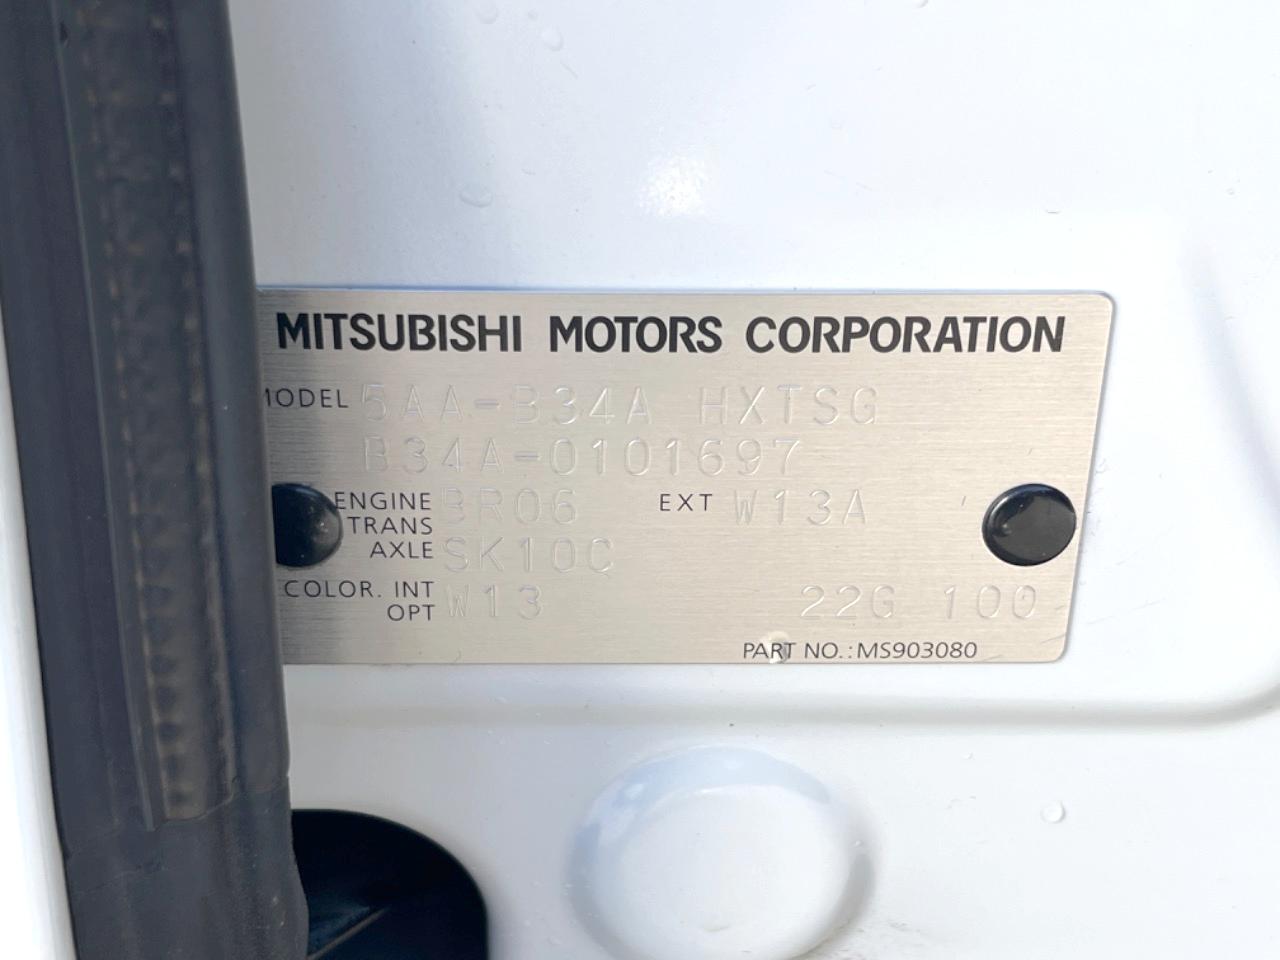 MITSUBISHI MOTORS CORPORATION
MODEL 5AA-B34A HXTSG
B34A-0101697
ENGINE BR06 EXT W13A
TRANS
AXLE SK10C
COLOR. INT
OPT W13 22G 100
PART NO.:MS903080